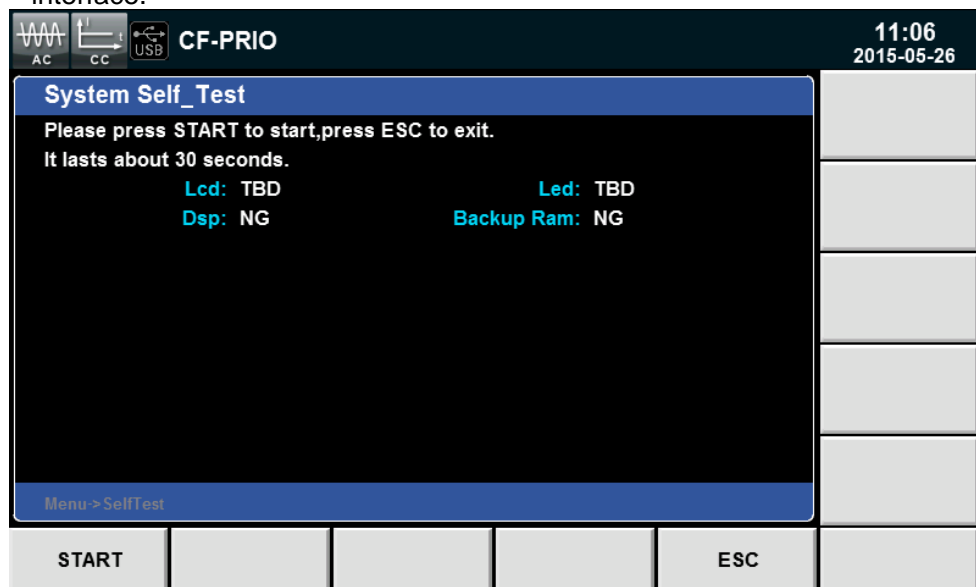 interface.
AC CC USB CF-PRIO 11:06
2015-05-26
System Self_Test
Please press START to start,press ESC to exit.
It lasts about 30 seconds.
Lcd: TBD Led: TBD
Dsp: NG Backup Ram: NG
Menu->SelfTest
START ESC